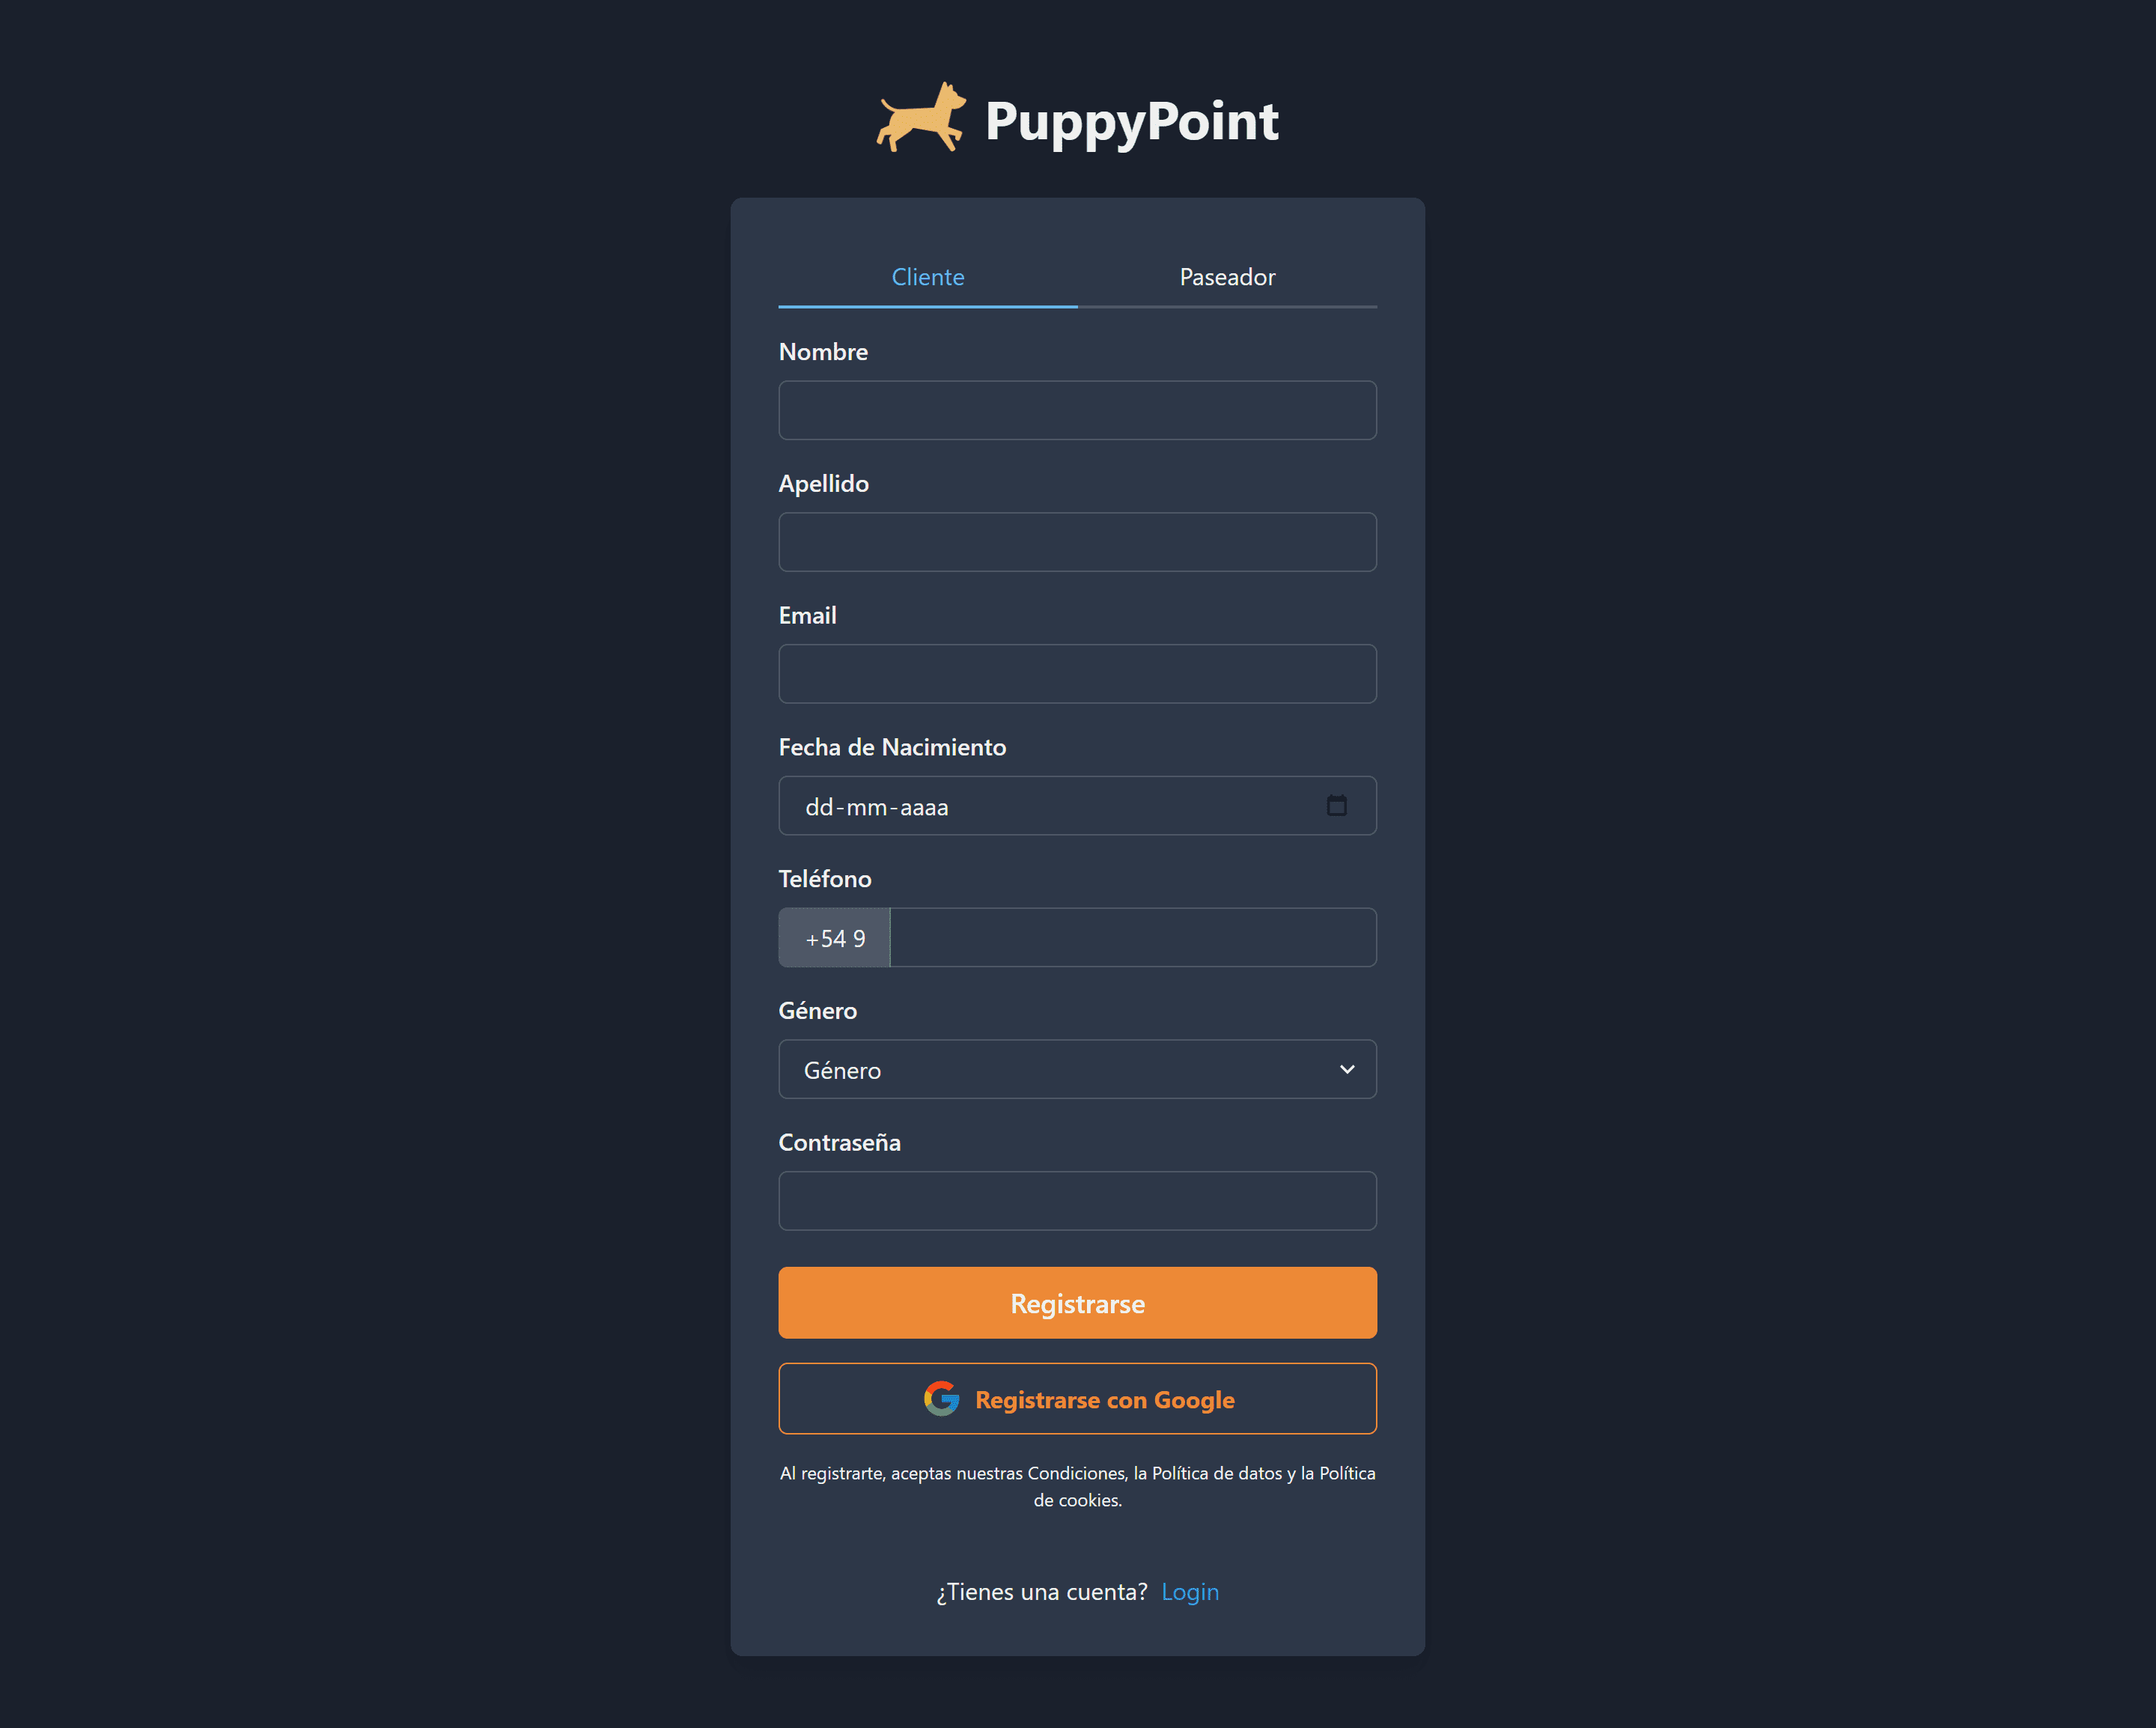 PuppyPoint
Cliente Paseador
Nombre
Apellido
Email
Fecha de Nacimiento
dd-mm-aaaa
Teléfono
+54 9
Género
Género
Contraseña
Registrarse
Registrarse con Google
Al registrarte, aceptas nuestras Condiciones, la Política de datos y la Política
de cookies.
¿Tienes una cuenta? Login